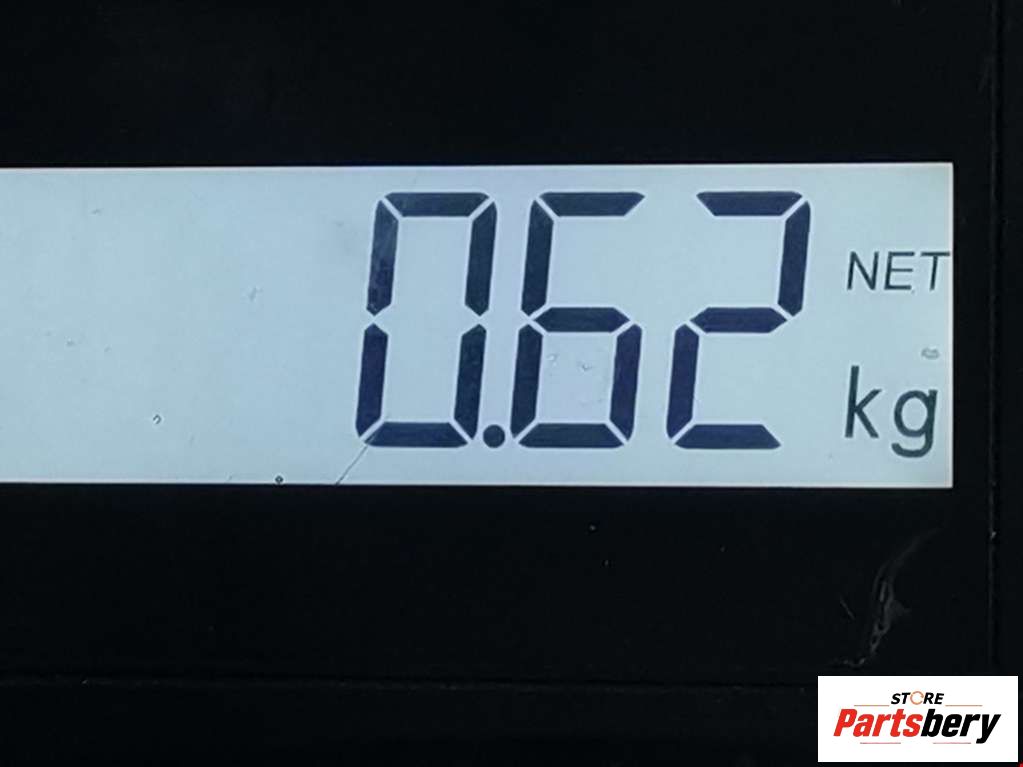 0.62 NET
kg
STORE
Partsbery